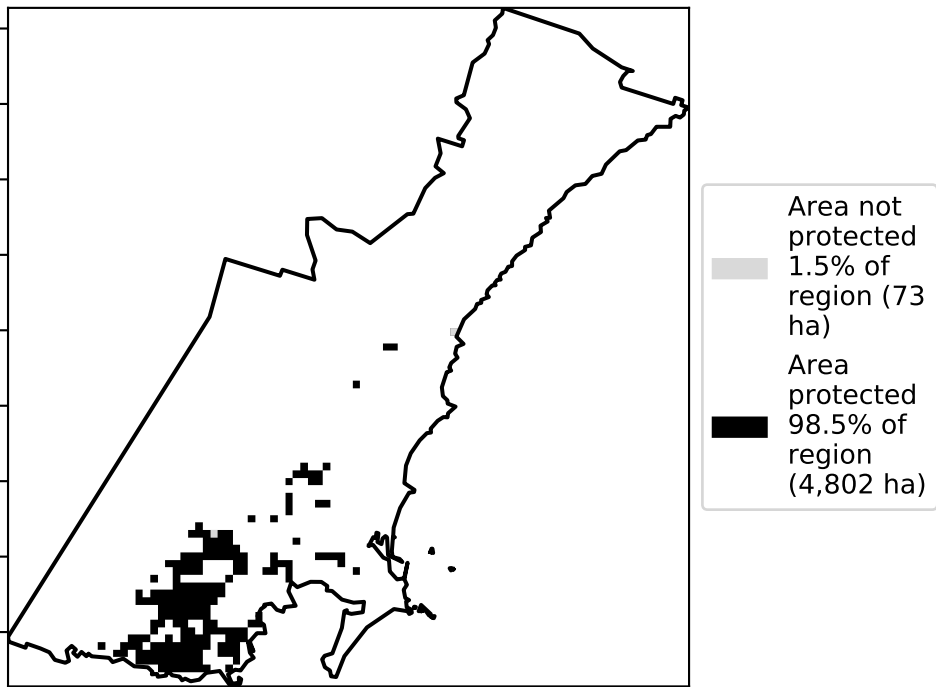 Area not
protected
1.5% of
region (73
ha)
Area
protected
98.5% of
region
(4,802 ha)